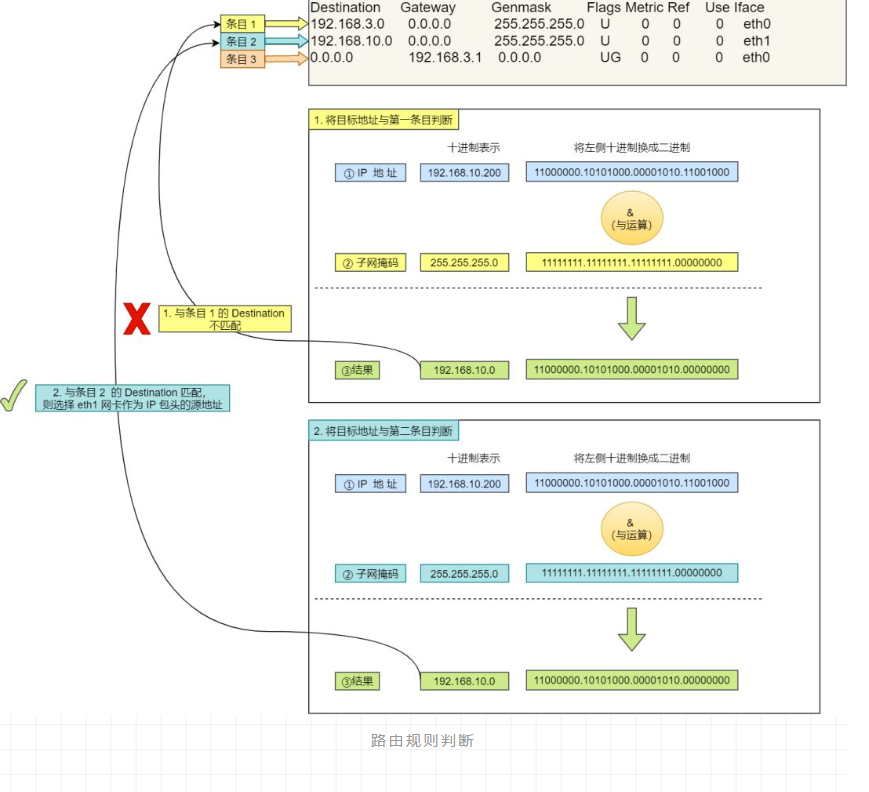 Destination Gateway Genmask Flags Metric Ref Use Iface
条目 1 192.168.3.0 0.0.0.0 255.255.255.0 U 0 0 0 eth0
条目 2 192.168.10.0 0.0.0.0 255.255.255.0 U 0 0 0 eth1
条目 3 0.0.0.0 192.168.3.1 0.0.0.0 UG 0 0 0 eth0
1. 将目标地址与第一条目判断
十进制表示 将左侧十进制换成二进制
① IP 地 址 192.168.10.200 11000000.10101000.00001010.11001000
&
(与运算)
② 子网掩码 255.255.255.0 11111111.11111111.11111111.00000000
1. 与条目 1 的 Destination
不匹配
③结果 192.168.10.0 11000000.10101000.00001010.00000000
2. 与条目 2 的 Destination 匹配,
则选择 eth1 网卡作为 IP 包头的源地址
2. 将目标地址与第二条目判断
十进制表示 将左侧十进制换成二进制
① IP 地 址 192.168.10.200 11000000.10101000.00001010.11001000
&
(与运算)
② 子网掩码 255.255.255.0 11111111.11111111.11111111.00000000
③结果 192.168.10.0 11000000.10101000.00001010.00000000
路由规则判断